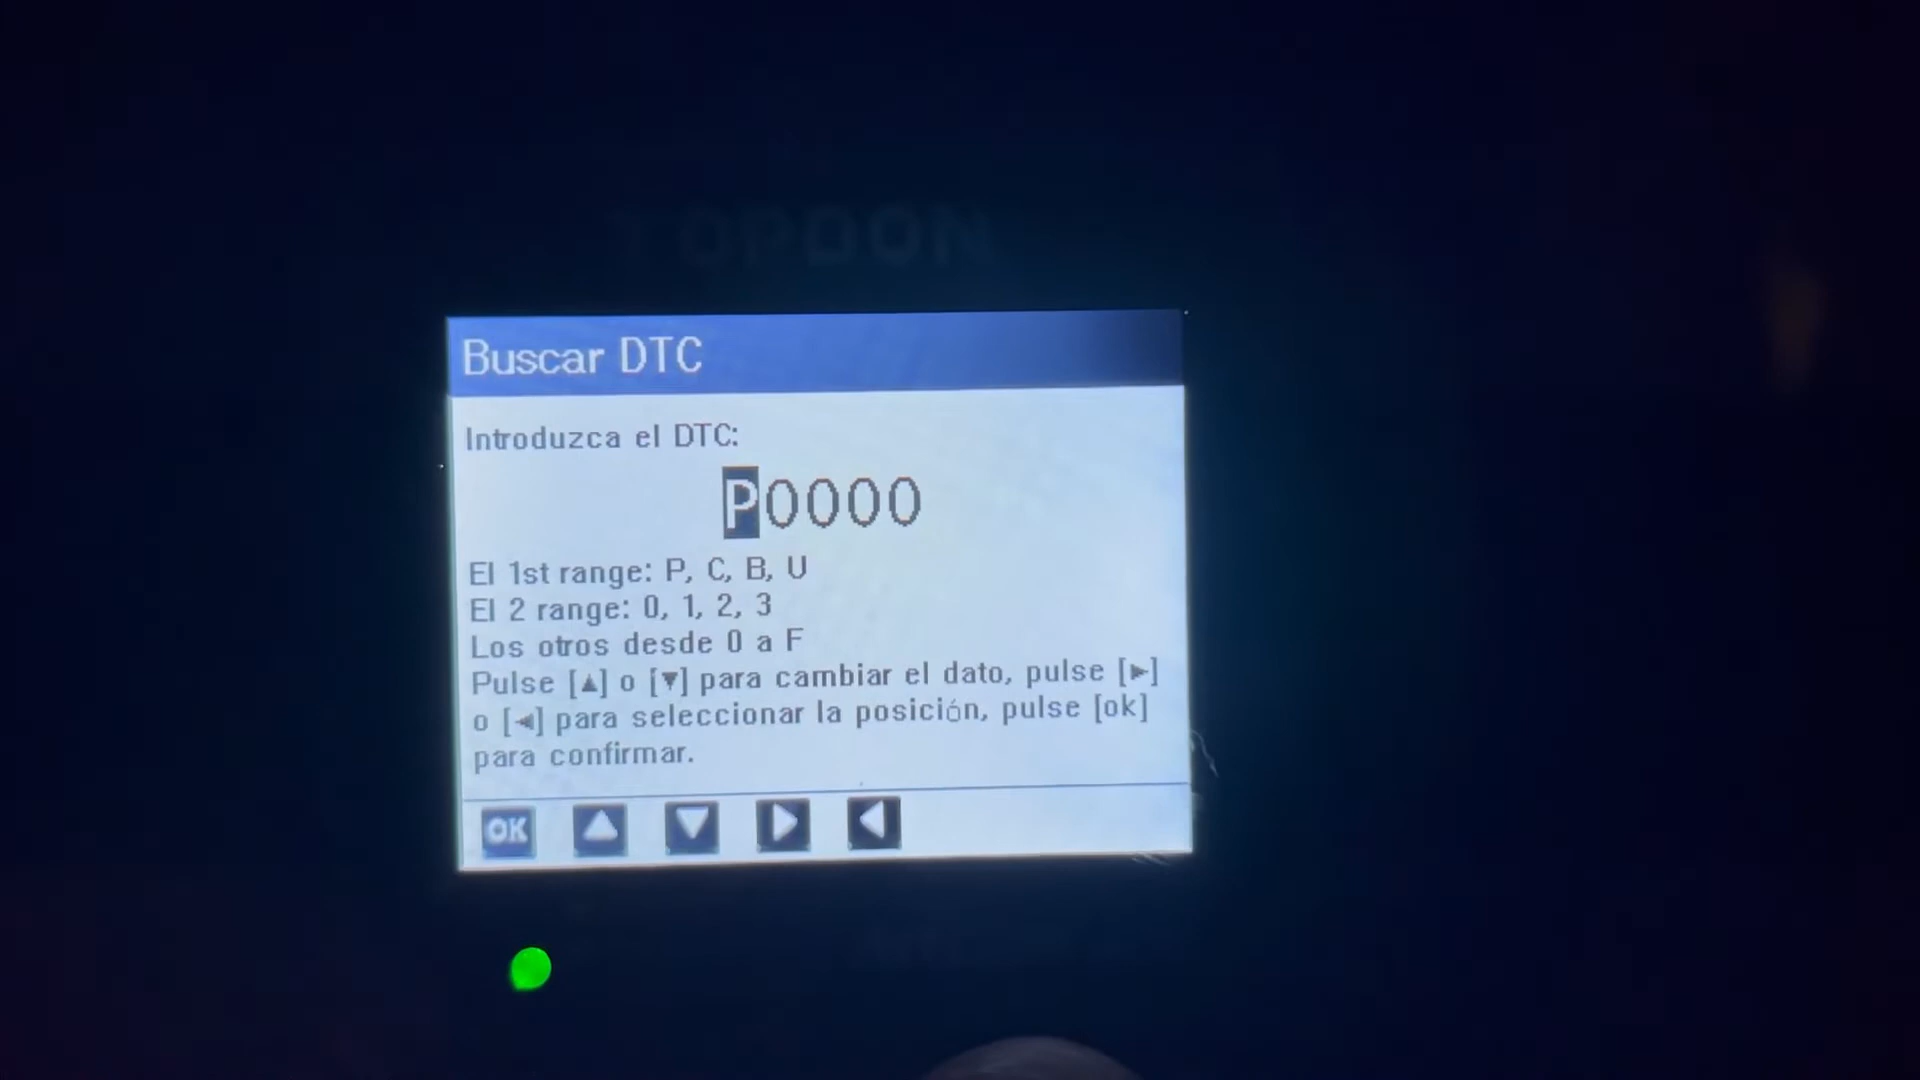 TOPDON
Buscar DTC
Introduzca el DTC:
P0000
El 1st range: P, C, B, U
El 2 range: 0, 1, 2, 3
Los otros desde 0 a F
Pulse [▲] o [▼] para cambiar el dato, pulse [►]
o [◄] para seleccionar la posición, pulse [ok]
para confirmar.
OK